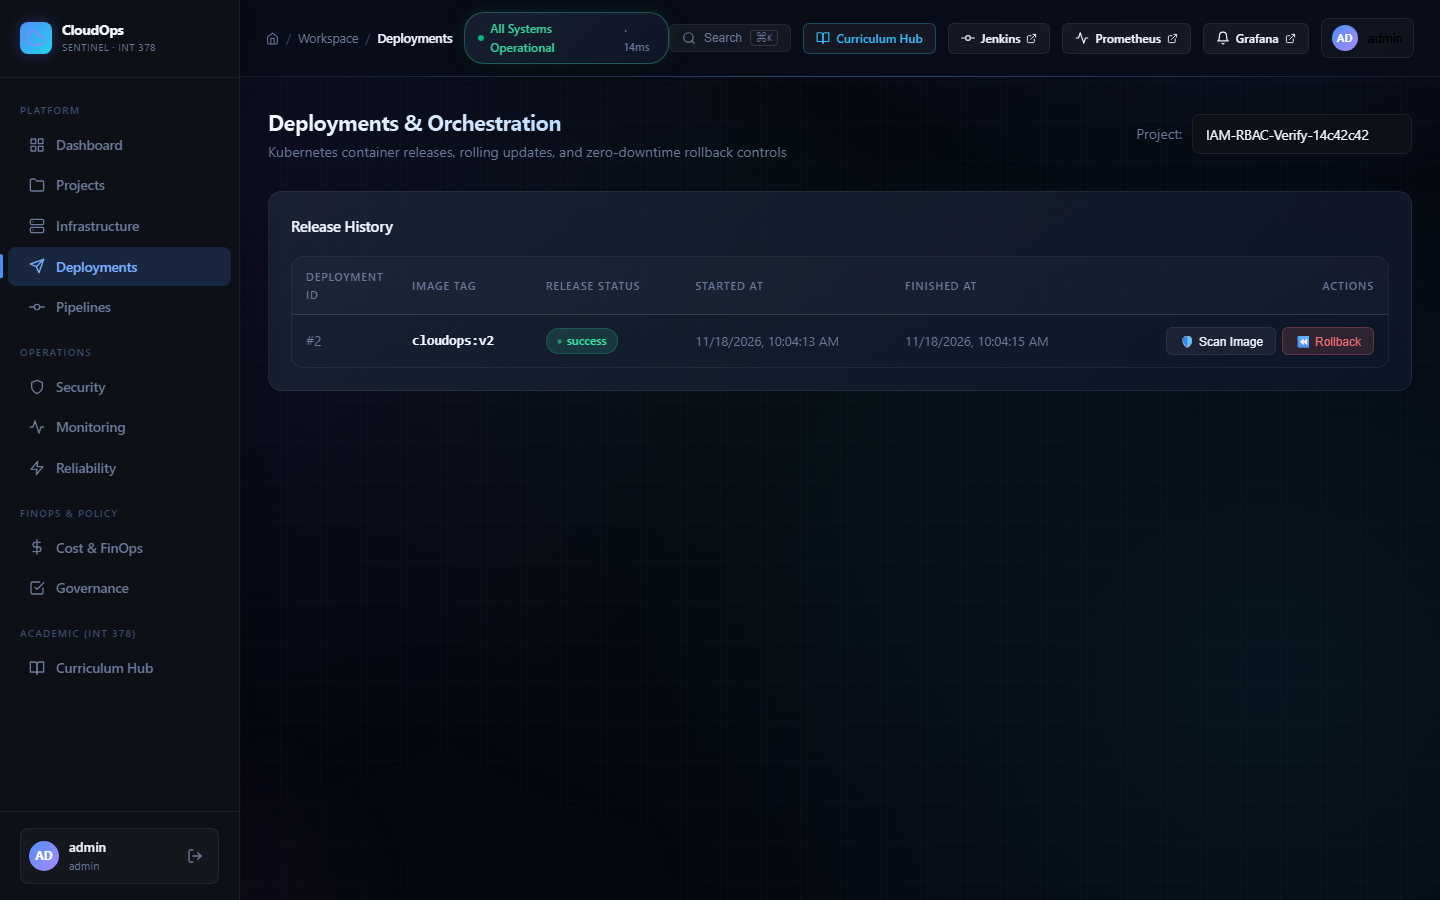 CloudOps
SENTINEL · INT 378
PLATFORM
Dashboard
Projects
Infrastructure
Deployments
Pipelines
OPERATIONS
Security
Monitoring
Reliability
FINOPS & POLICY
Cost & FinOps
Governance
ACADEMIC (INT 378)
Curriculum Hub
AD
admin
admin
/ Workspace / Deployments
All Systems Operational
· 14ms
Search ⌘K
Curriculum Hub
Jenkins
Prometheus
Grafana
AD admin
Deployments & Orchestration
Kubernetes container releases, rolling updates, and zero-downtime rollback controls
Project: IAM-RBAC-Verify-14c42c42
Release History
DEPLOYMENT ID IMAGE TAG RELEASE STATUS STARTED AT FINISHED AT ACTIONS
#2 cloudops:v2 success 11/18/2026, 10:04:13 AM 11/18/2026, 10:04:15 AM Scan Image Rollback